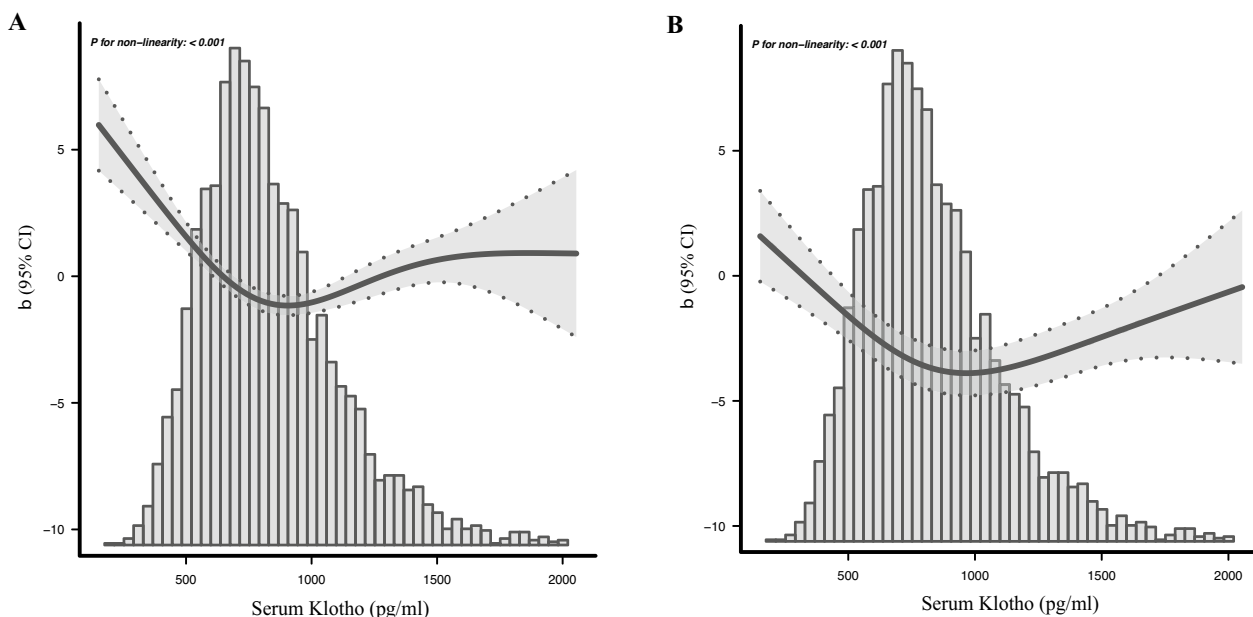 A
P for non−linearity: < 0.001
5
0
−5
−10
b (95% CI)
500 1000 1500 2000
Serum Klotho (pg/ml)
B
P for non−linearity: < 0.001
5
0
−5
−10
b (95% CI)
500 1000 1500 2000
Serum Klotho (pg/ml)